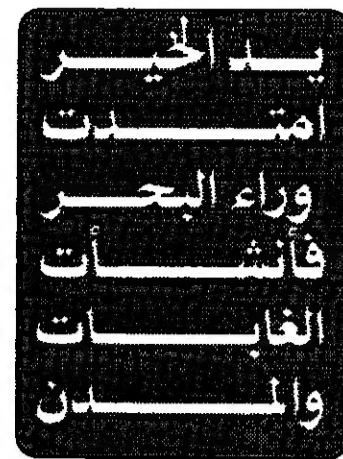 يد الخير
امتدت
وراء البحر
فأنشأت
الغابات
والمدن